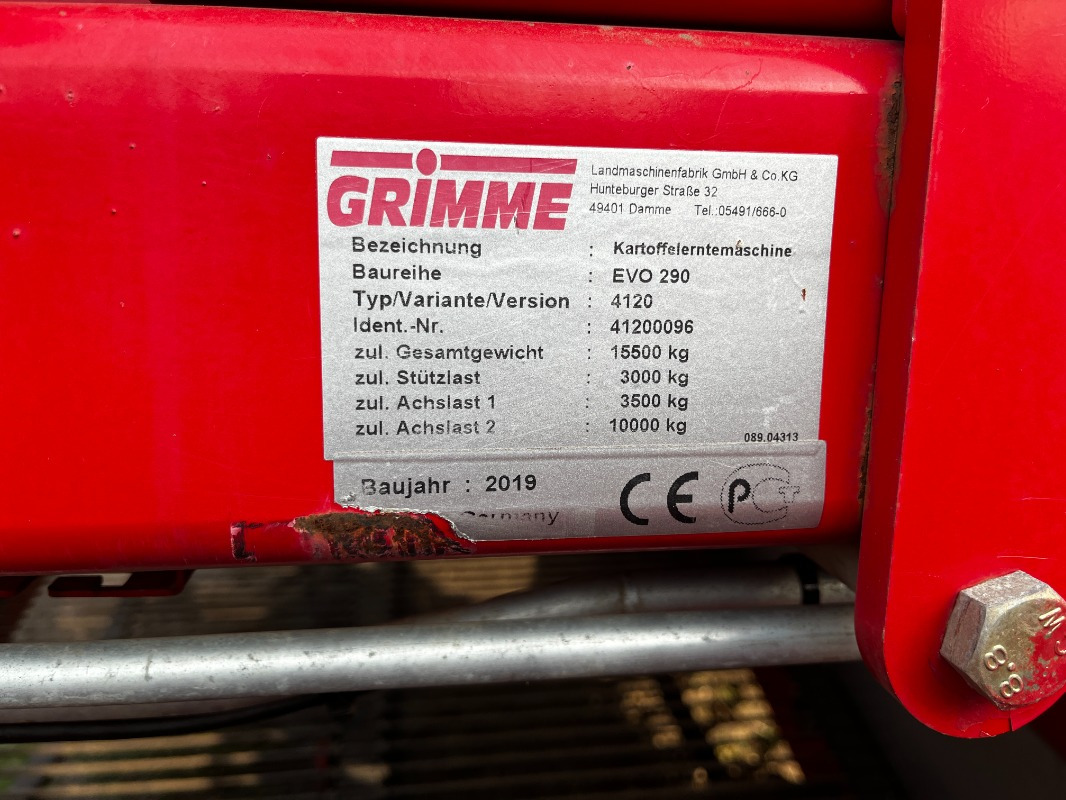 GRIMME
Landmaschinenfabrik GmbH & Co.KG
Hunteburger Straße 32
49401 Damme Tel.:05491/666-0
Bezeichnung : Kartoffelerntemaschine
Baureihe : EVO 290
Typ/Variante/Version : 4120
Ident.-Nr. : 41200096
zul. Gesamtgewicht : 15500 kg
zul. Stützlast : 3000 kg
zul. Achslast 1 : 3500 kg
zul. Achslast 2 : 10000 kg
089.04313
Baujahr : 2019
Germany
CE
PCT
8.8